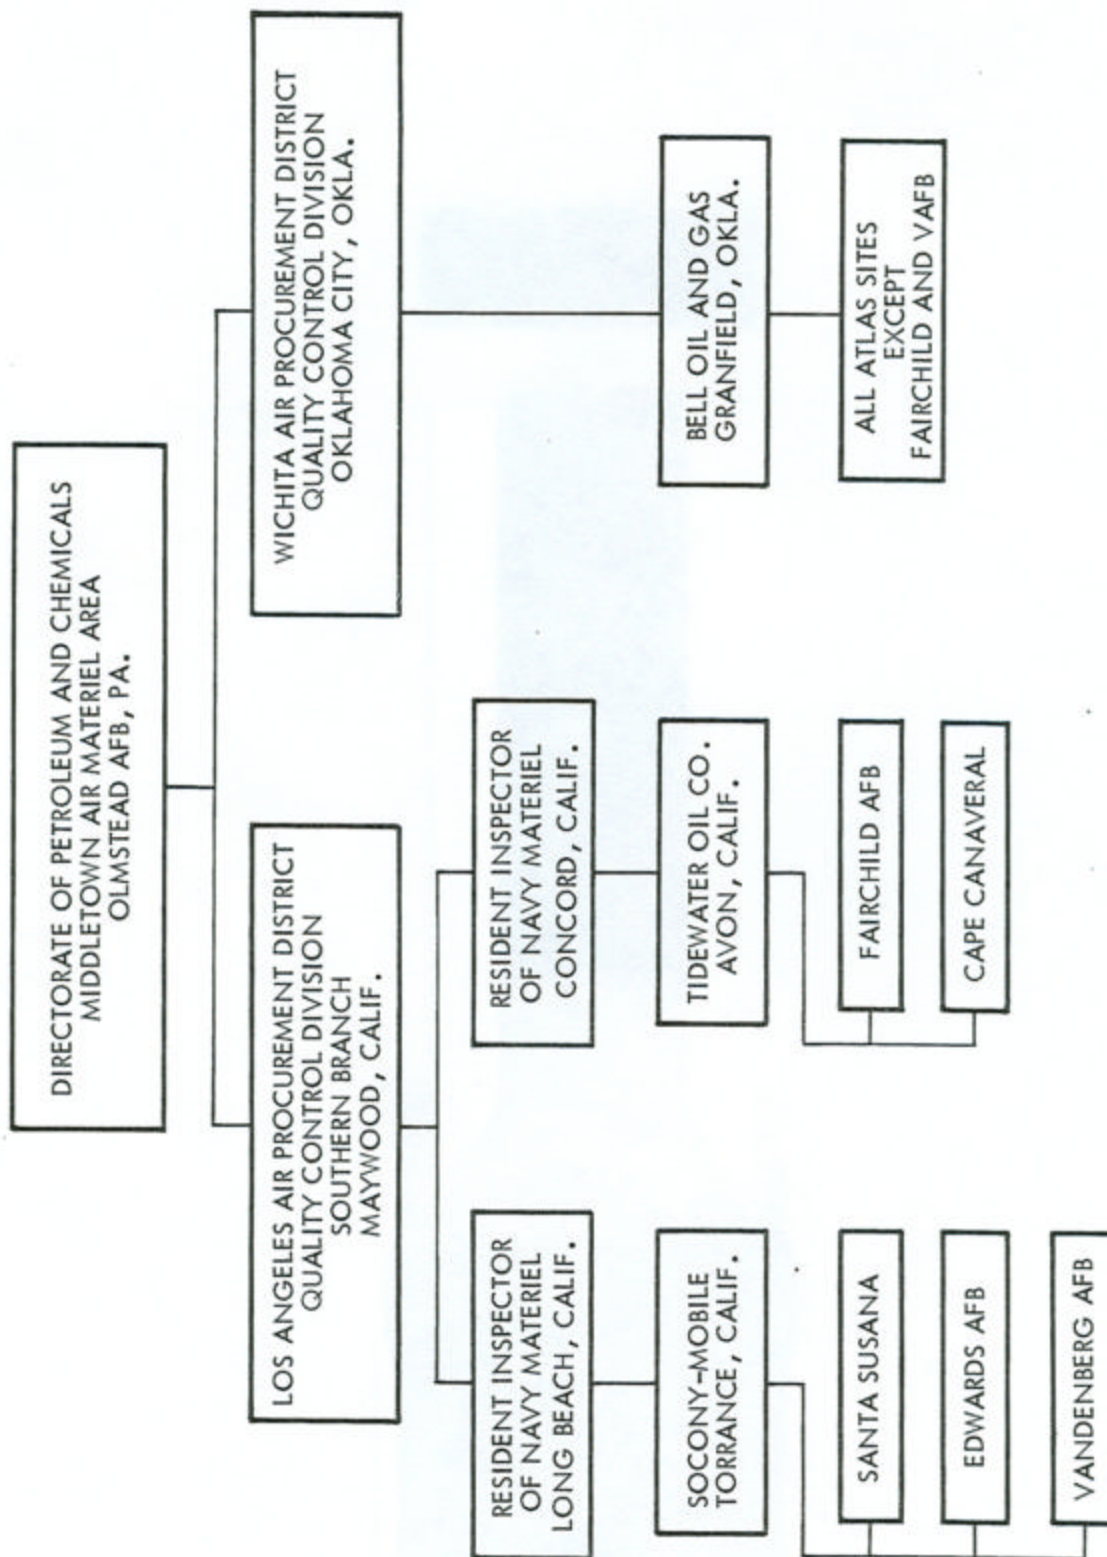 DIRECTORATE OF PETROLEUM AND CHEMICALS
MIDDLETOWN AIR MATERIEL AREA
OLMSTEAD AFB, PA.
LOS ANGELES AIR PROCUREMENT DISTRICT
QUALITY CONTROL DIVISION
SOUTHERN BRANCH
MAYWOOD, CALIF.
WICHITA AIR PROCUREMENT DISTRICT
QUALITY CONTROL DIVISION
OKLAHOMA CITY, OKLA.
RESIDENT INSPECTOR
OF NAVY MATERIEL
LONG BEACH, CALIF.
RESIDENT INSPECTOR
OF NAVY MATERIEL
CONCORD, CALIF.
SOCONY-MOBILE
TORRANCE, CALIF.
TIDEWATER OIL CO.
AVON, CALIF.
BELL OIL AND GAS
GRANFIELD, OKLA.
SANTA SUSANA
EDWARDS AFB
VANDENBERG AFB
FAIRCHILD AFB
CAPE CANAVERAL
ALL ATLAS SITES
EXCEPT
FAIRCHILD AND VAFB